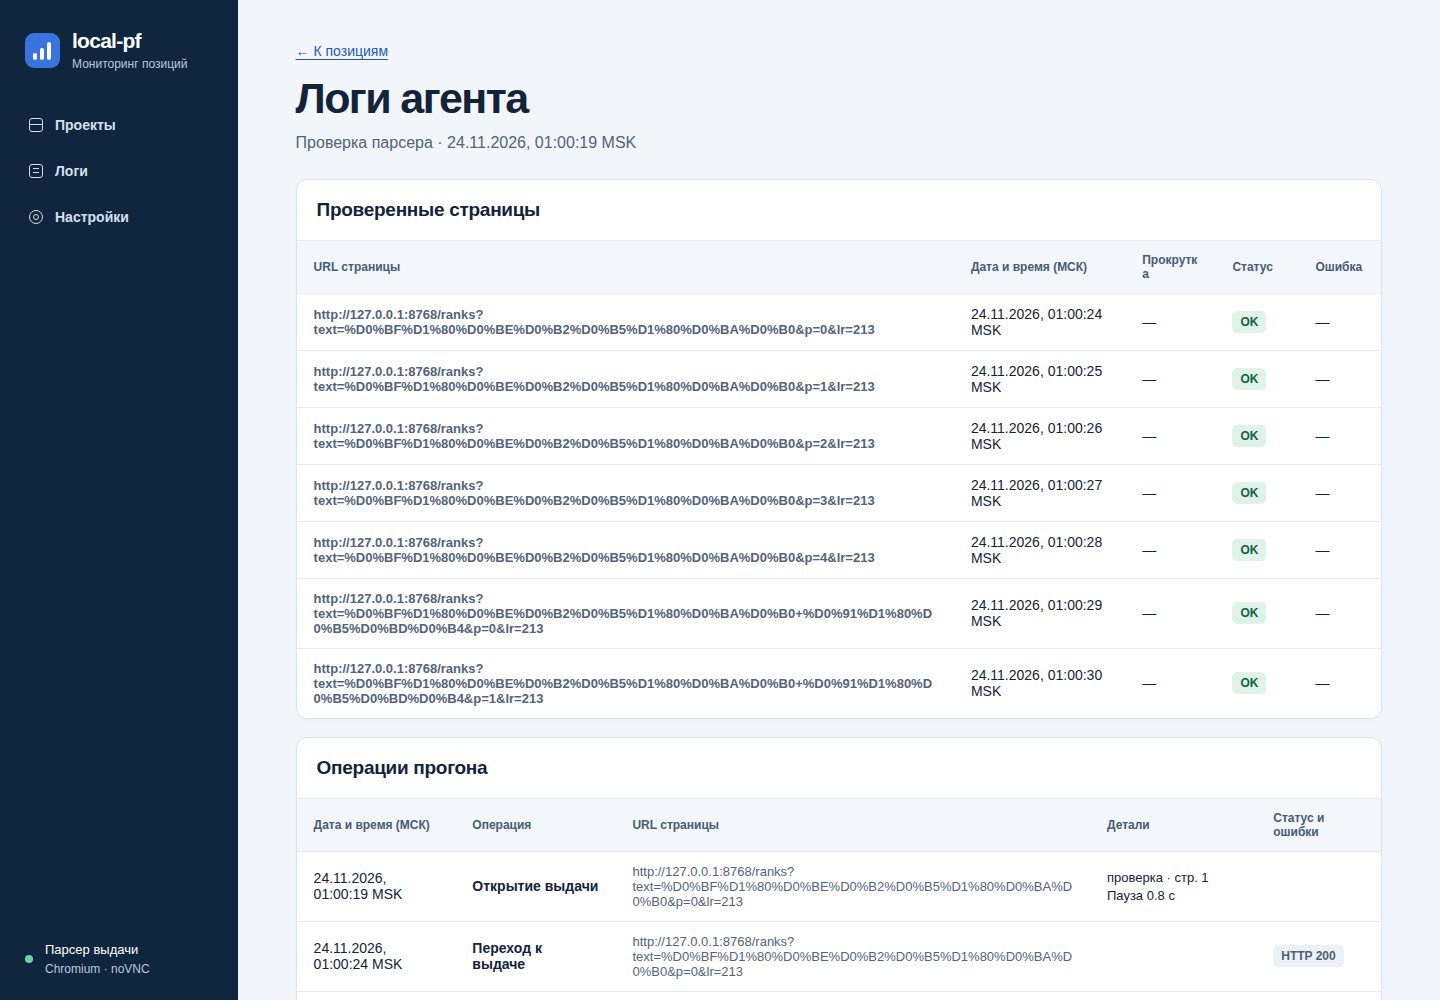 local-pf
Мониторинг позиций
Проекты
Логи
Настройки
Парсер выдачи
Chromium · noVNC
← К позициям
Логи агента
Проверка парсера · 24.11.2026, 01:00:19 MSK
Проверенные страницы
URL страницы
Дата и время (МСК)
Прокрутк
а
Статус
Ошибка
http://127.0.0.1:8768/ranks?
text=%D0%BF%D1%80%D0%BE%D0%B2%D0%B5%D1%80%D0%BA%D0%B0&p=0&lr=213
24.11.2026, 01:00:24
MSK
—
OK
—
http://127.0.0.1:8768/ranks?
text=%D0%BF%D1%80%D0%BE%D0%B2%D0%B5%D1%80%D0%BA%D0%B0&p=1&lr=213
24.11.2026, 01:00:25
MSK
—
OK
—
http://127.0.0.1:8768/ranks?
text=%D0%BF%D1%80%D0%BE%D0%B2%D0%B5%D1%80%D0%BA%D0%B0&p=2&lr=213
24.11.2026, 01:00:26
MSK
—
OK
—
http://127.0.0.1:8768/ranks?
text=%D0%BF%D1%80%D0%BE%D0%B2%D0%B5%D1%80%D0%BA%D0%B0&p=3&lr=213
24.11.2026, 01:00:27
MSK
—
OK
—
http://127.0.0.1:8768/ranks?
text=%D0%BF%D1%80%D0%BE%D0%B2%D0%B5%D1%80%D0%BA%D0%B0&p=4&lr=213
24.11.2026, 01:00:28
MSK
—
OK
—
http://127.0.0.1:8768/ranks?
text=%D0%BF%D1%80%D0%BE%D0%B2%D0%B5%D1%80%D0%BA%D0%B0+%D0%91%D1%80%D
0%B5%D0%BD%D0%B4&p=0&lr=213
24.11.2026, 01:00:29
MSK
—
OK
—
http://127.0.0.1:8768/ranks?
text=%D0%BF%D1%80%D0%BE%D0%B2%D0%B5%D1%80%D0%BA%D0%B0+%D0%91%D1%80%D
0%B5%D0%BD%D0%B4&p=1&lr=213
24.11.2026, 01:00:30
MSK
—
OK
—
Операции прогона
Дата и время (МСК)
Операция
URL страницы
Детали
Статус и
ошибки
24.11.2026,
01:00:19 MSK
Открытие выдачи
http://127.0.0.1:8768/ranks?
text=%D0%BF%D1%80%D0%BE%D0%B2%D0%B5%D1%80%D0%BA%D
0%B0&p=0&lr=213
проверка · стр. 1
Пауза 0.8 с
24.11.2026,
01:00:24 MSK
Переход к
выдаче
http://127.0.0.1:8768/ranks?
text=%D0%BF%D1%80%D0%BE%D0%B2%D0%B5%D1%80%D0%BA%D
0%B0&p=0&lr=213
HTTP 200